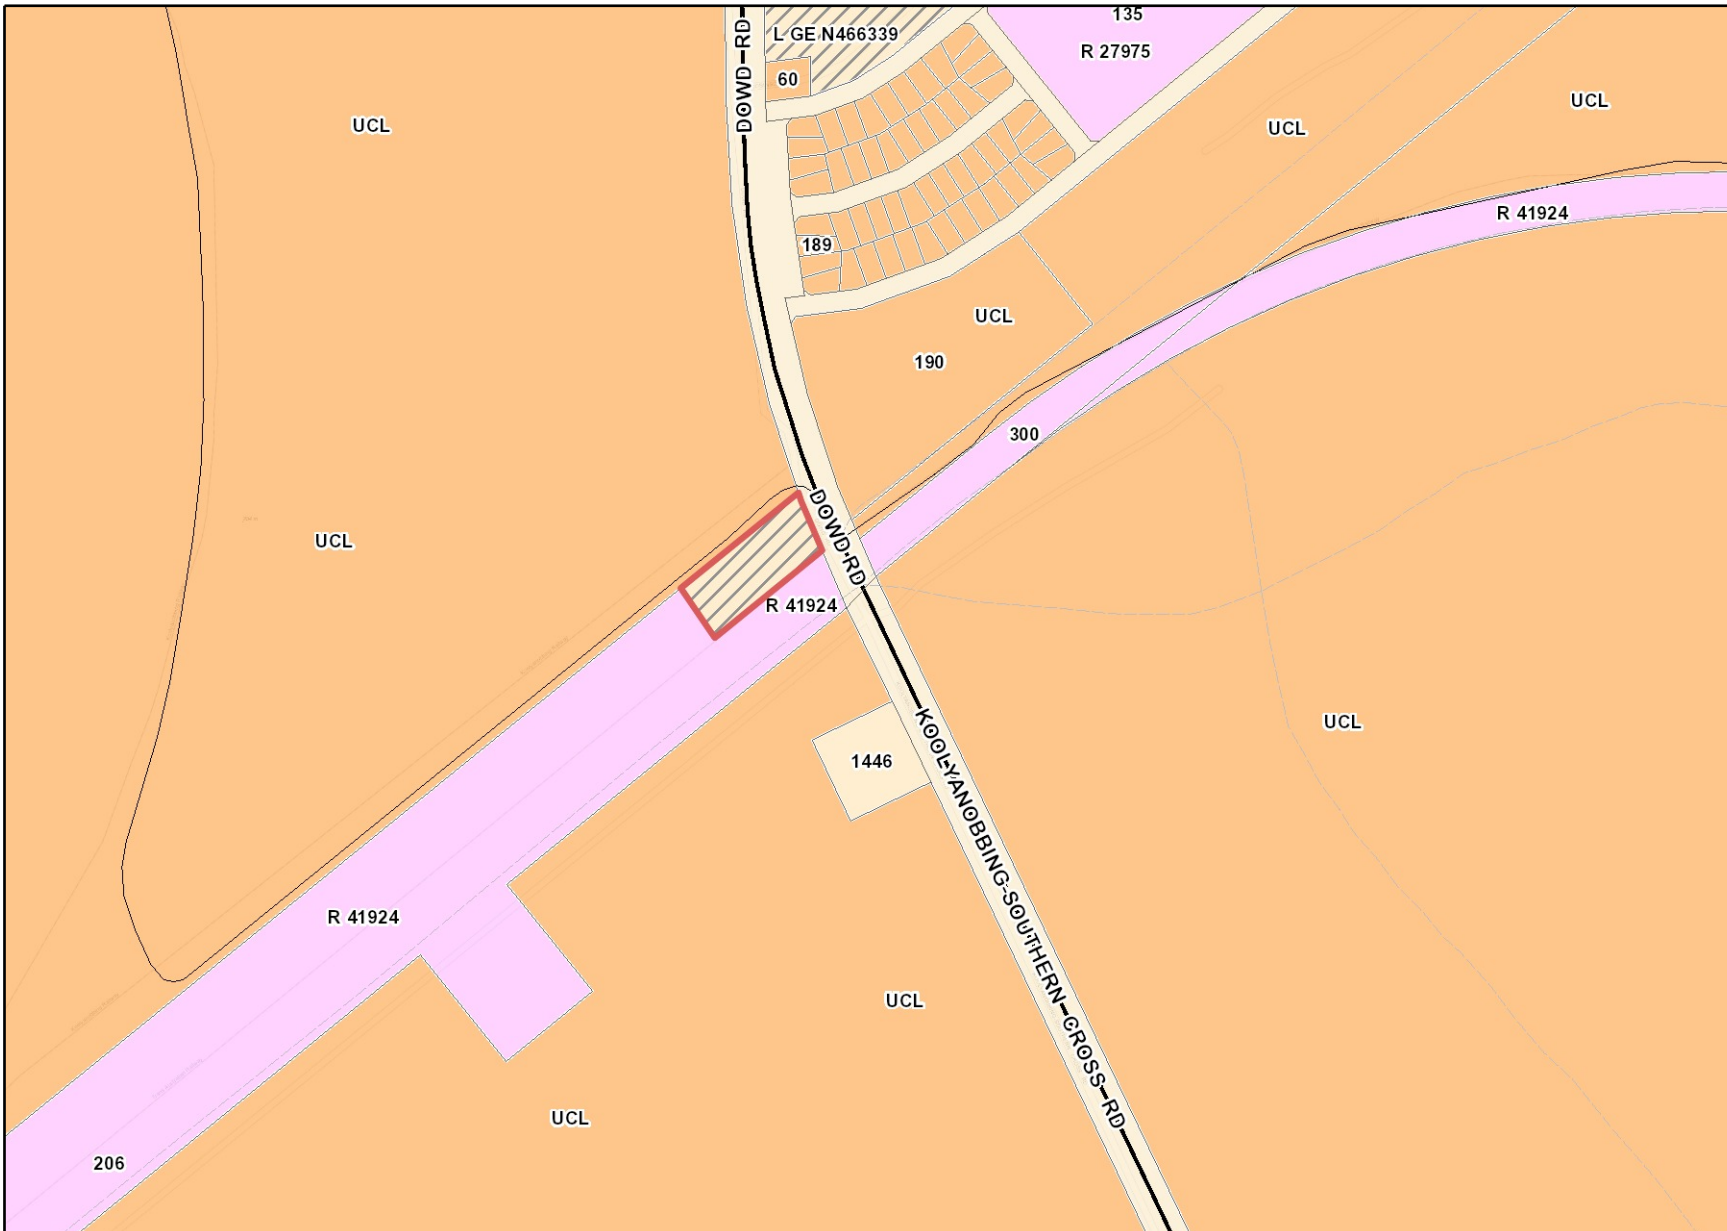 135
DOWD RD
L GE N466339
R 27975
60
UCL
UCL
UCL
R 41924
189
UCL
190
300
DOWD RD
UCL
R 41924
UCL
1446
KOOLYANOBBING-SOUTHERN CROSS RD
R 41924
UCL
UCL
206